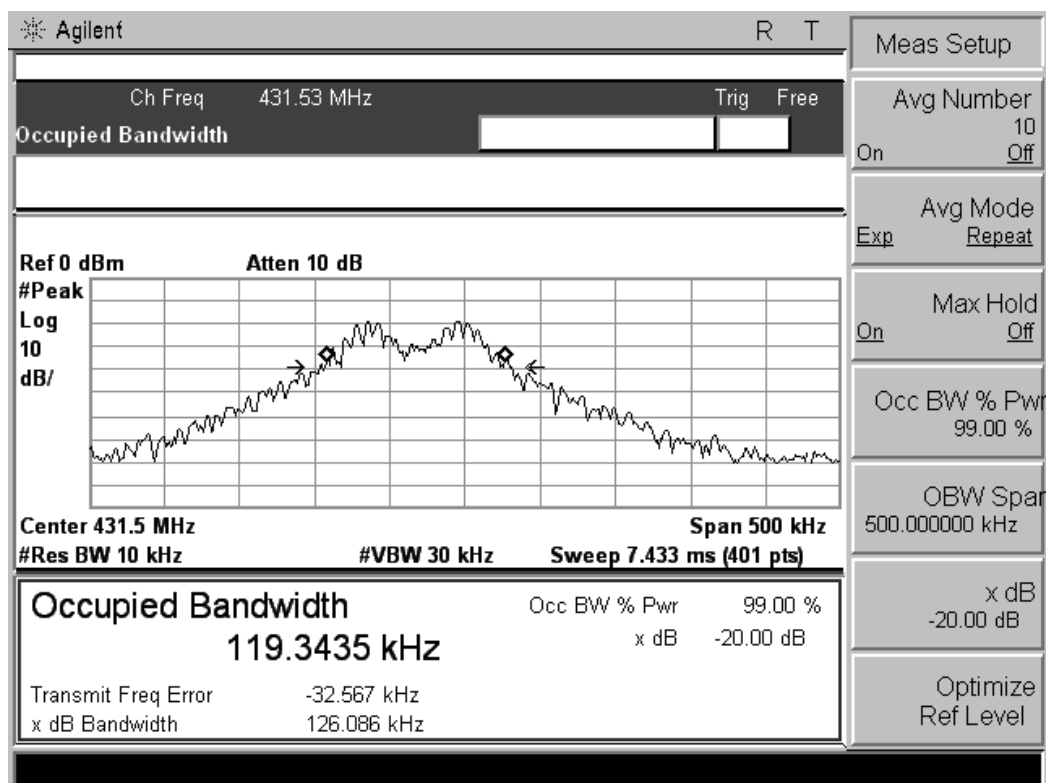 Agilent R T
Ch Freq 431.53 MHz Trig Free
Occupied Bandwidth
Ref 0 dBm Atten 10 dB
#Peak
Log
10
dB/
Center 431.5 MHz Span 500 kHz
#Res BW 10 kHz #VBW 30 kHz Sweep 7.433 ms (401 pts)
Occupied Bandwidth Occ BW % Pwr 99.00 %
119.3435 kHz x dB -20.00 dB
Transmit Freq Error -32.567 kHz
x dB Bandwidth 126.086 kHz
Meas Setup
Avg Number
10
On Off
Avg Mode
Exp Repeat
Max Hold
On Off
Occ BW % Pwr
99.00 %
OBW Span
500.000000 kHz
x dB
-20.00 dB
Optimize
Ref Level